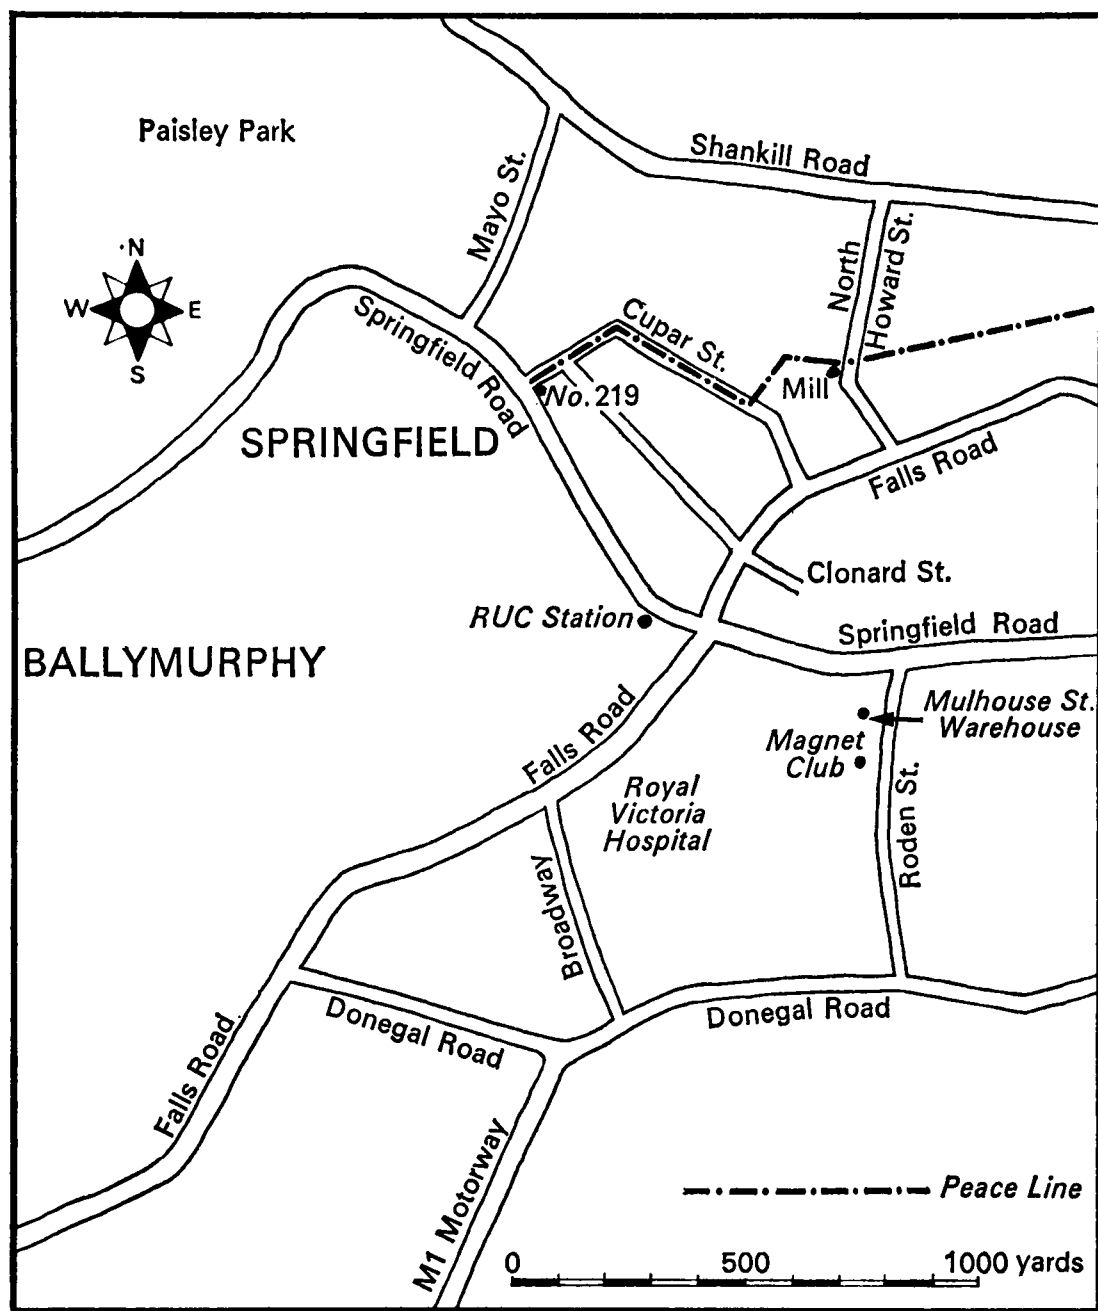 Paisley Park
Shankill Road
Mayo St.
N
W
E
S
North
Howard St.
Springfield
Road
Cupar St.
No. 219
Mill
SPRINGFIELD
Falls Road
Clonard St.
RUC Station
Springfield Road
BALLYMURPHY
Mulhouse St.
Warehouse
Magnet
Club
Falls Road
Royal
Victoria
Hospital
Roden St.
Broadway
Donegal Road
Donegal Road
Falls Road
M1 Motorway
Peace Line
0 500 1000 yards